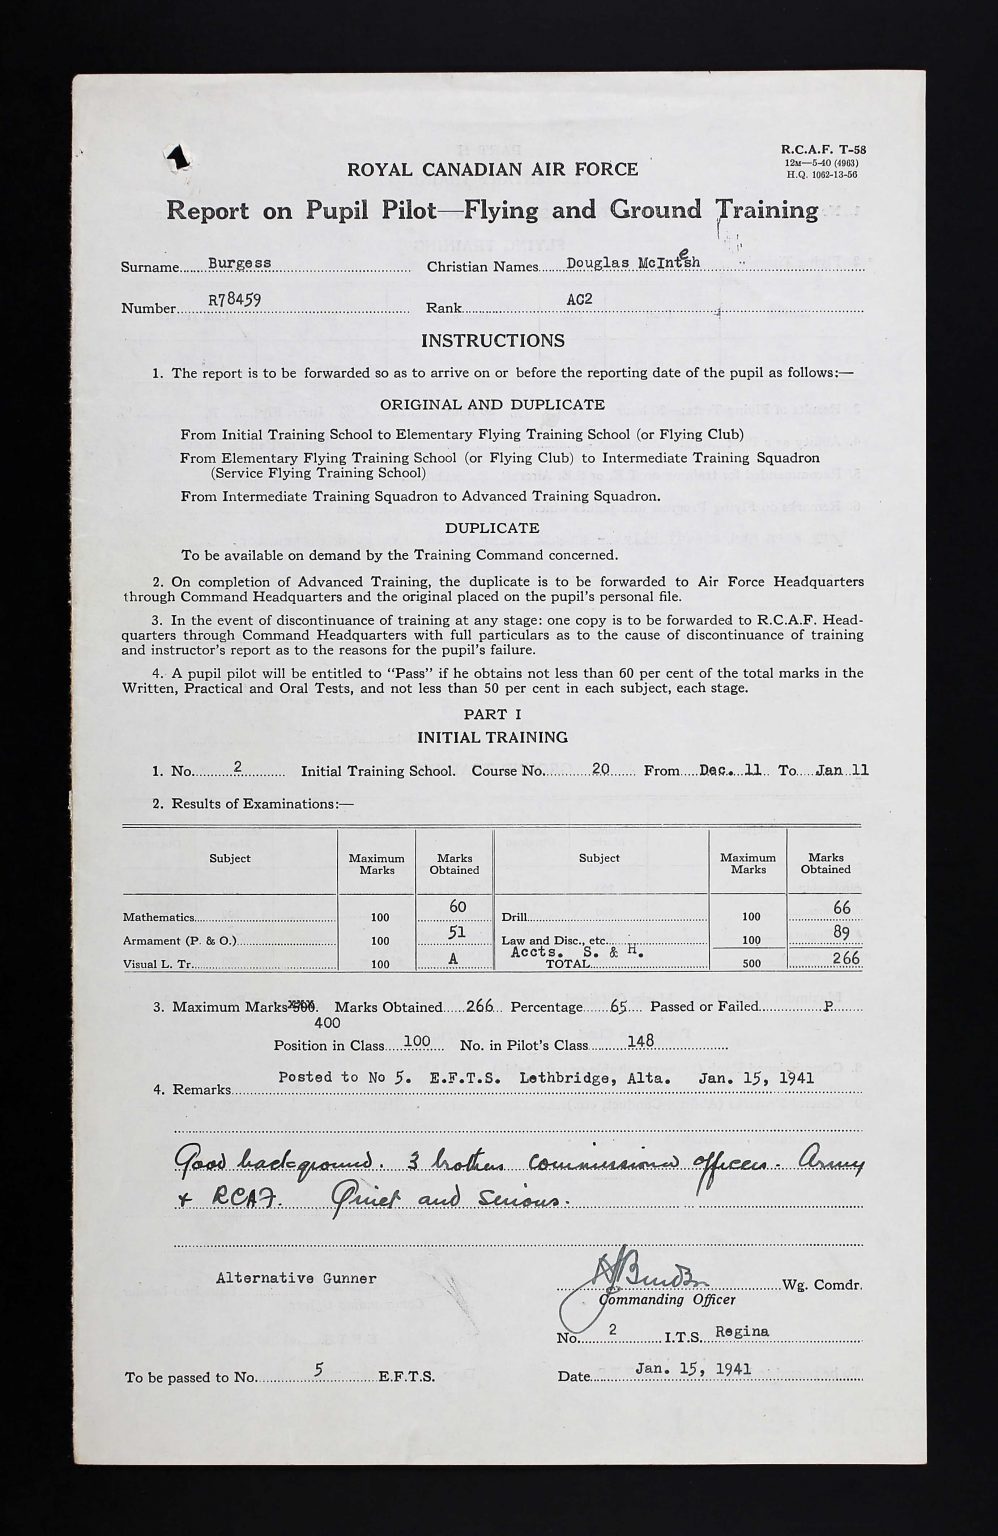 R.C.A.F. T-58
12M—5-40 (4963)
H.Q. 1062-13-56
ROYAL CANADIAN AIR FORCE
Report on Pupil Pilot—Flying and Ground Training
Surname Burgess Christian Names Douglas McIntesh
Number R78459 Rank AC2
INSTRUCTIONS
1. The report is to be forwarded so as to arrive on or before the reporting date of the pupil as follows:—
ORIGINAL AND DUPLICATE
From Initial Training School to Elementary Flying Training School (or Flying Club)
From Elementary Flying Training School (or Flying Club) to Intermediate Training Squadron
(Service Flying Training School)
From Intermediate Training Squadron to Advanced Training Squadron.
DUPLICATE
To be available on demand by the Training Command concerned.
2. On completion of Advanced Training, the duplicate is to be forwarded to Air Force Headquarters
through Command Headquarters and the original placed on the pupil's personal file.
3. In the event of discontinuance of training at any stage: one copy is to be forwarded to R.C.A.F. Head-
quarters through Command Headquarters with full particulars as to the cause of discontinuance of training
and instructor's report as to the reasons for the pupil's failure.
4. A pupil pilot will be entitled to "Pass" if he obtains not less than 60 per cent of the total marks in the
Written, Practical and Oral Tests, and not less than 50 per cent in each subject, each stage.
PART I
INITIAL TRAINING
1. No. 2 Initial Training School. Course No. 20 From Dec. 11 To Jan 11
2. Results of Examinations:—
Subject Maximum Marks Marks Obtained Subject Maximum Marks Marks Obtained
Mathematics 100 60 Drill 100 66
Armament (P. & O.) 100 51 Law and Disc., etc. 100 89
Visual L. Tr. 100 A Accts. S. & H. TOTAL 500 266
3. Maximum Marks 500. Marks Obtained 266 Percentage 65 Passed or Failed P
400
Position in Class 100 No. in Pilot's Class 148
4. Remarks Posted to No 5. E.F.T.S. Lethbridge, Alta. Jan. 15, 1941
Good background. 3 brothers commissioned officers. Army
+ RCAF. Quiet and serious.
Alternative Gunner
Wg. Comdr.
Commanding Officer
No. 2 I.T.S. Regina
To be passed to No. 5 E.F.T.S. Date Jan. 15, 1941